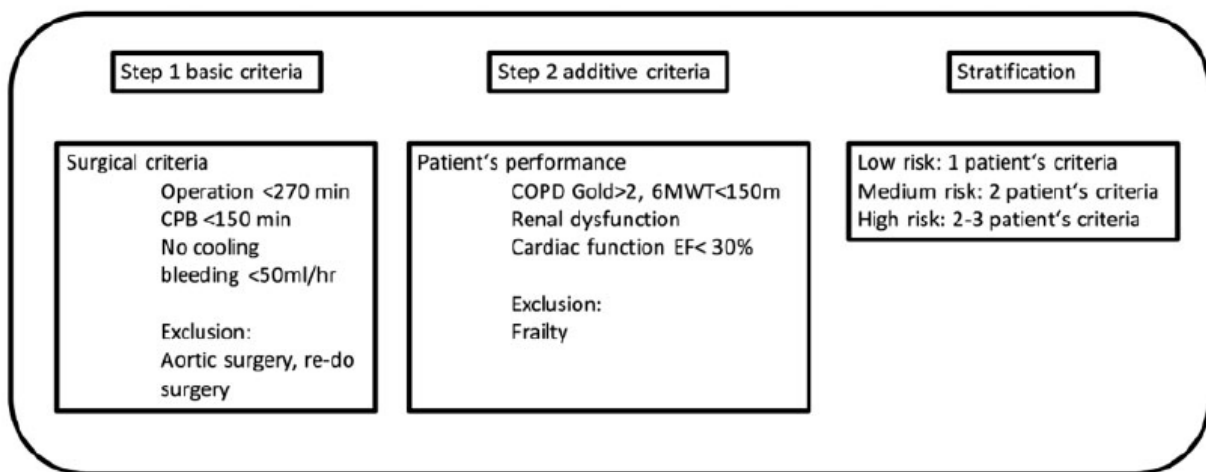 Step 1 basic criteria
Step 2 additive criteria
Stratification
Surgical criteria
Operation <270 min
CPB <150 min
No cooling
bleeding <50ml/hr
Exclusion:
Aortic surgery, re-do
surgery
Patient‘s performance
COPD Gold>2, 6MWT<150m
Renal dysfunction
Cardiac function EF< 30%
Exclusion:
Frailty
Low risk: 1 patient‘s criteria
Medium risk: 2 patient‘s criteria
High risk: 2-3 patient‘s criteria